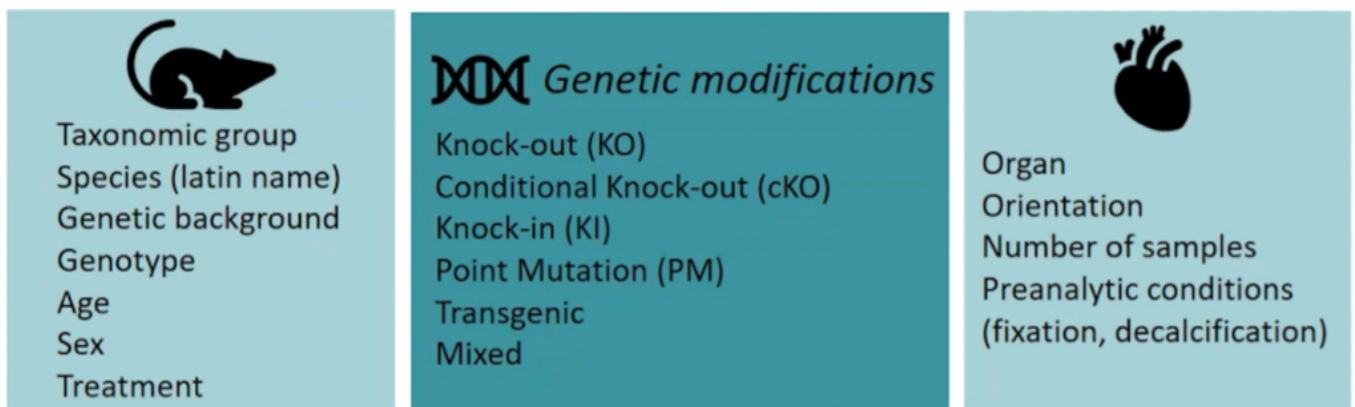 Taxonomic group
Species (latin name)
Genetic background
Genotype
Age
Sex
Treatment
Genetic modifications
Knock-out (KO)
Conditional Knock-out (cKO)
Knock-in (KI)
Point Mutation (PM)
Transgenic
Mixed
Organ
Orientation
Number of samples
Preanalytic conditions
(fixation, decalcification)